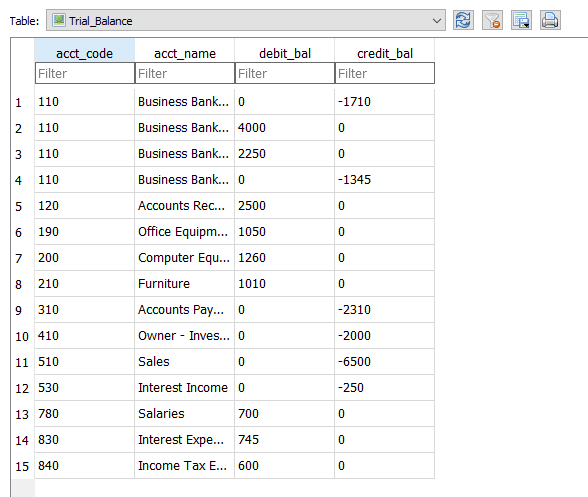 Table: Trial_Balance
acct_code acct_name debit_bal credit_bal
Filter Filter Filter Filter
1 110 Business Bank... 0 -1710
2 110 Business Bank... 4000 0
3 110 Business Bank... 2250 0
4 110 Business Bank... 0 -1345
5 120 Accounts Rec... 2500 0
6 190 Office Equipm... 1050 0
7 200 Computer Equ... 1260 0
8 210 Furniture 1010 0
9 310 Accounts Pay... 0 -2310
10 410 Owner - Inves... 0 -2000
11 510 Sales 0 -6500
12 530 Interest Income 0 -250
13 780 Salaries 700 0
14 830 Interest Expe... 745 0
15 840 Income Tax E... 600 0